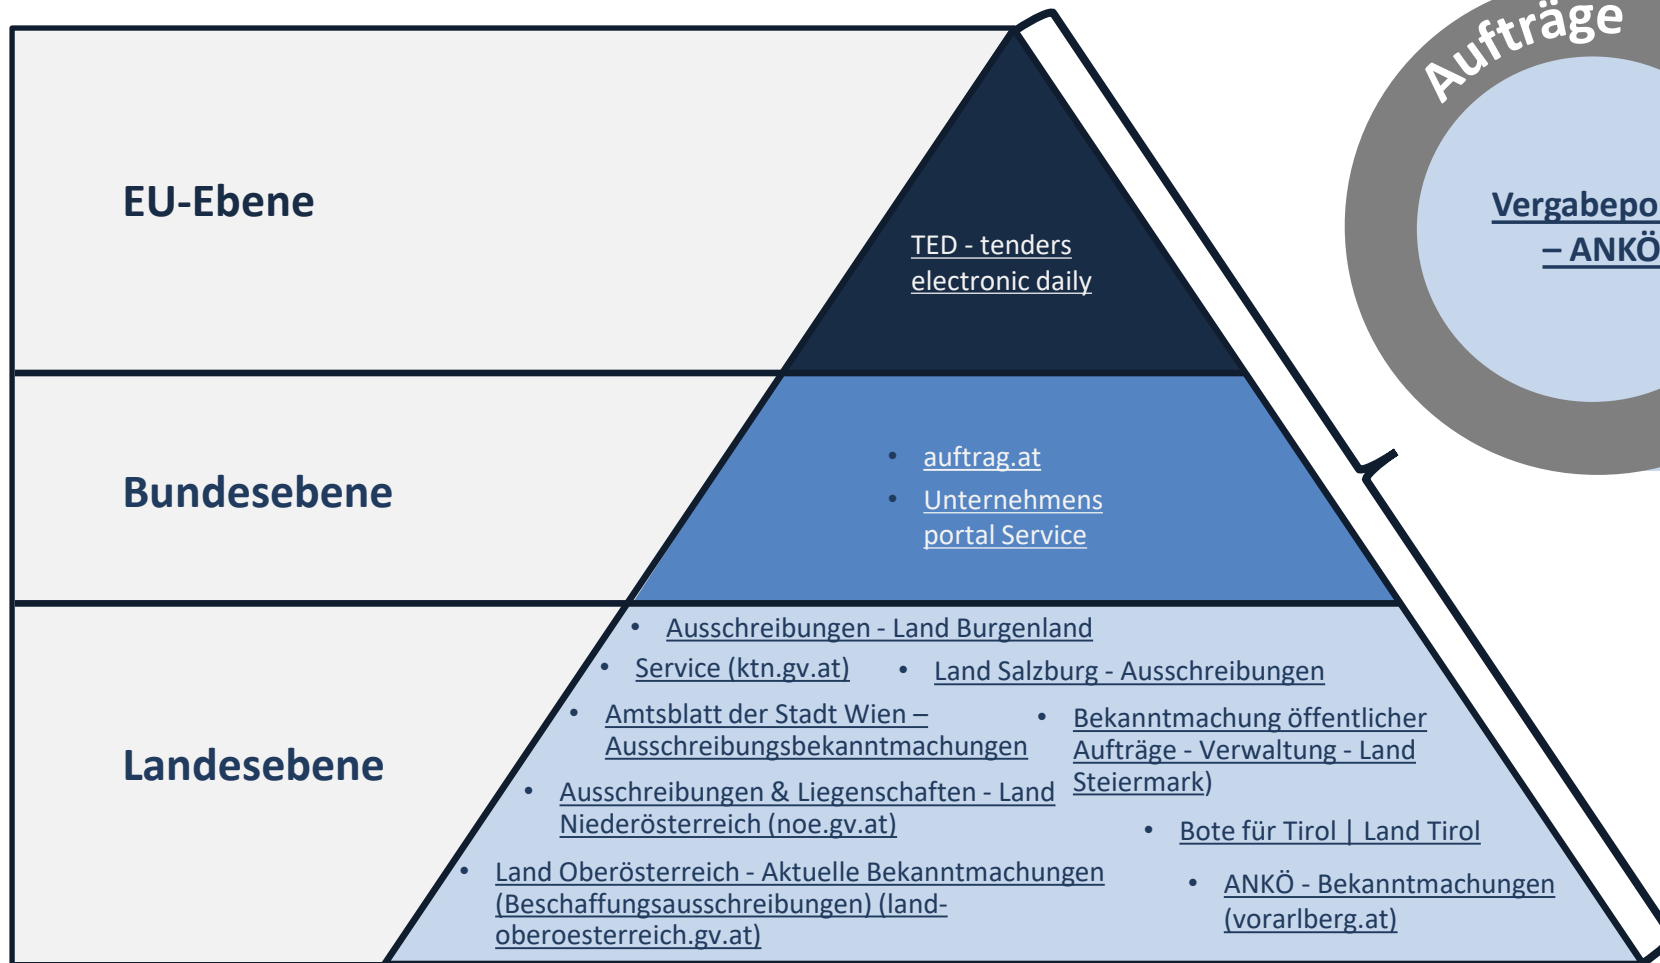 Aufträge
EU-Ebene
TED - tenders
electronic daily
Vergabepo
– ANKÖ
Bundesebene
• auftrag.at
• Unternehmens
portal Service
Landesebene
• Ausschreibungen - Land Burgenland
• Service (ktn.gv.at)
• Land Salzburg - Ausschreibungen
• Amtsblatt der Stadt Wien –
Ausschreibungsbekanntmachungen
• Bekanntmachung öffentlicher
Aufträge - Verwaltung - Land
Steiermark)
• Ausschreibungen & Liegenschaften - Land
Niederösterreich (noe.gv.at)
• Bote für Tirol | Land Tirol
• Land Oberösterreich - Aktuelle Bekanntmachungen
(Beschaffungsausschreibungen) (land-
oberoesterreich.gv.at)
• ANKÖ - Bekanntmachungen
(vorarlberg.at)